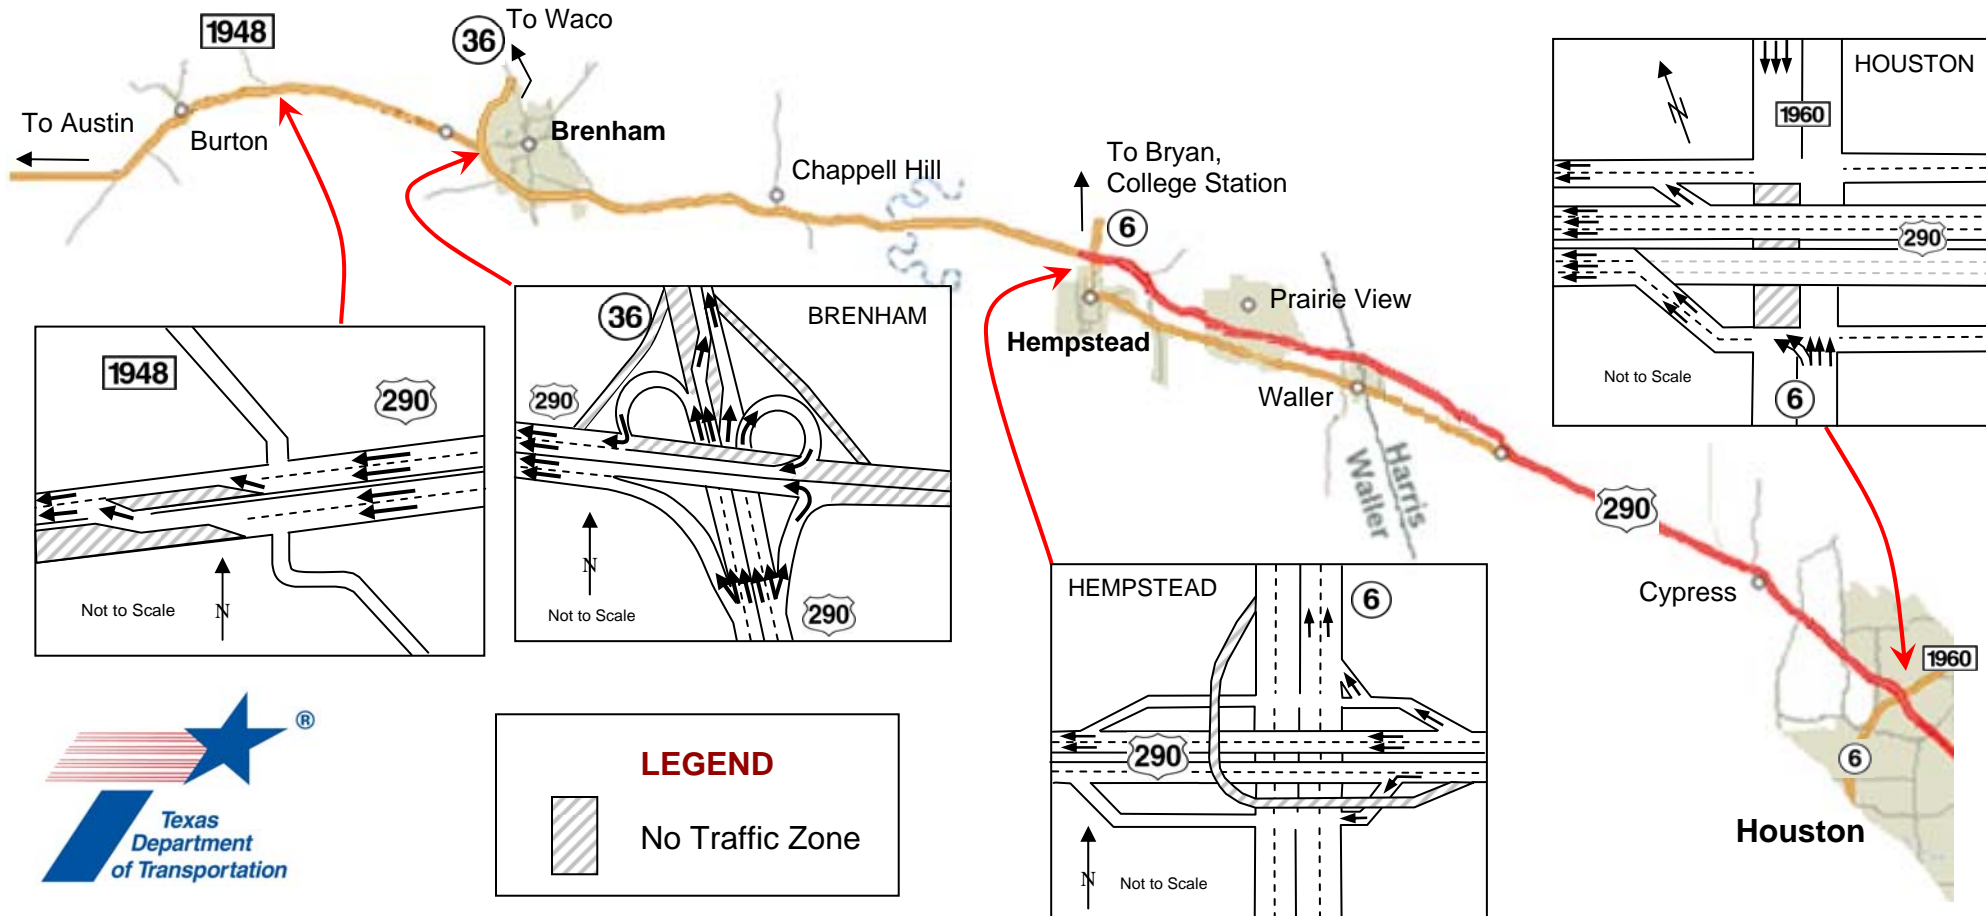 1948
36
To Waco
To Austin
Burton
Brenham
Chappell Hill
To Bryan,
College Station
6
Hempstead
Prairie View
Waller
Harris
Waller
290
Cypress
1960
6
Houston
HOUSTON
1960
290
Not to Scale
6
1948
290
Not to Scale
N
36
BRENHAM
290
N
Not to Scale
290
HEMPSTEAD
6
290
N
Not to Scale
®
Texas
Department
of Transportation
LEGEND
No Traffic Zone